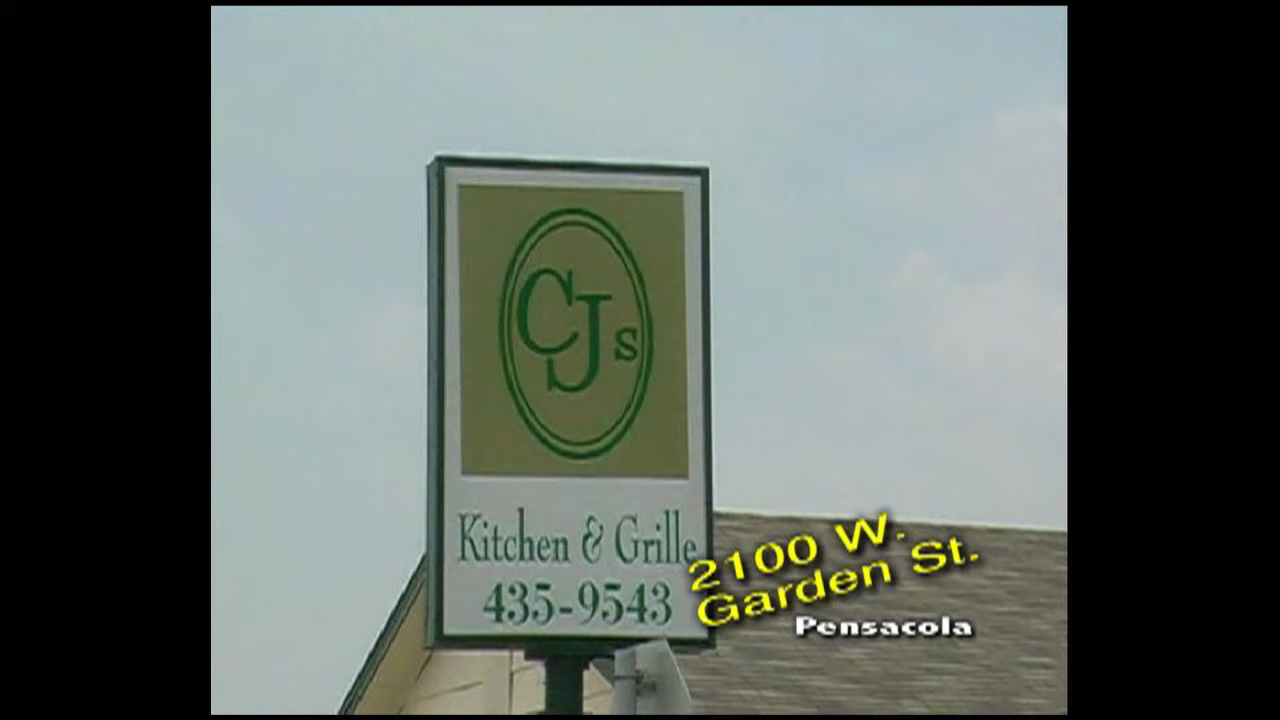 CJs
Kitchen & Grille
435-9543
2100 W.
Garden St.
Pensacola